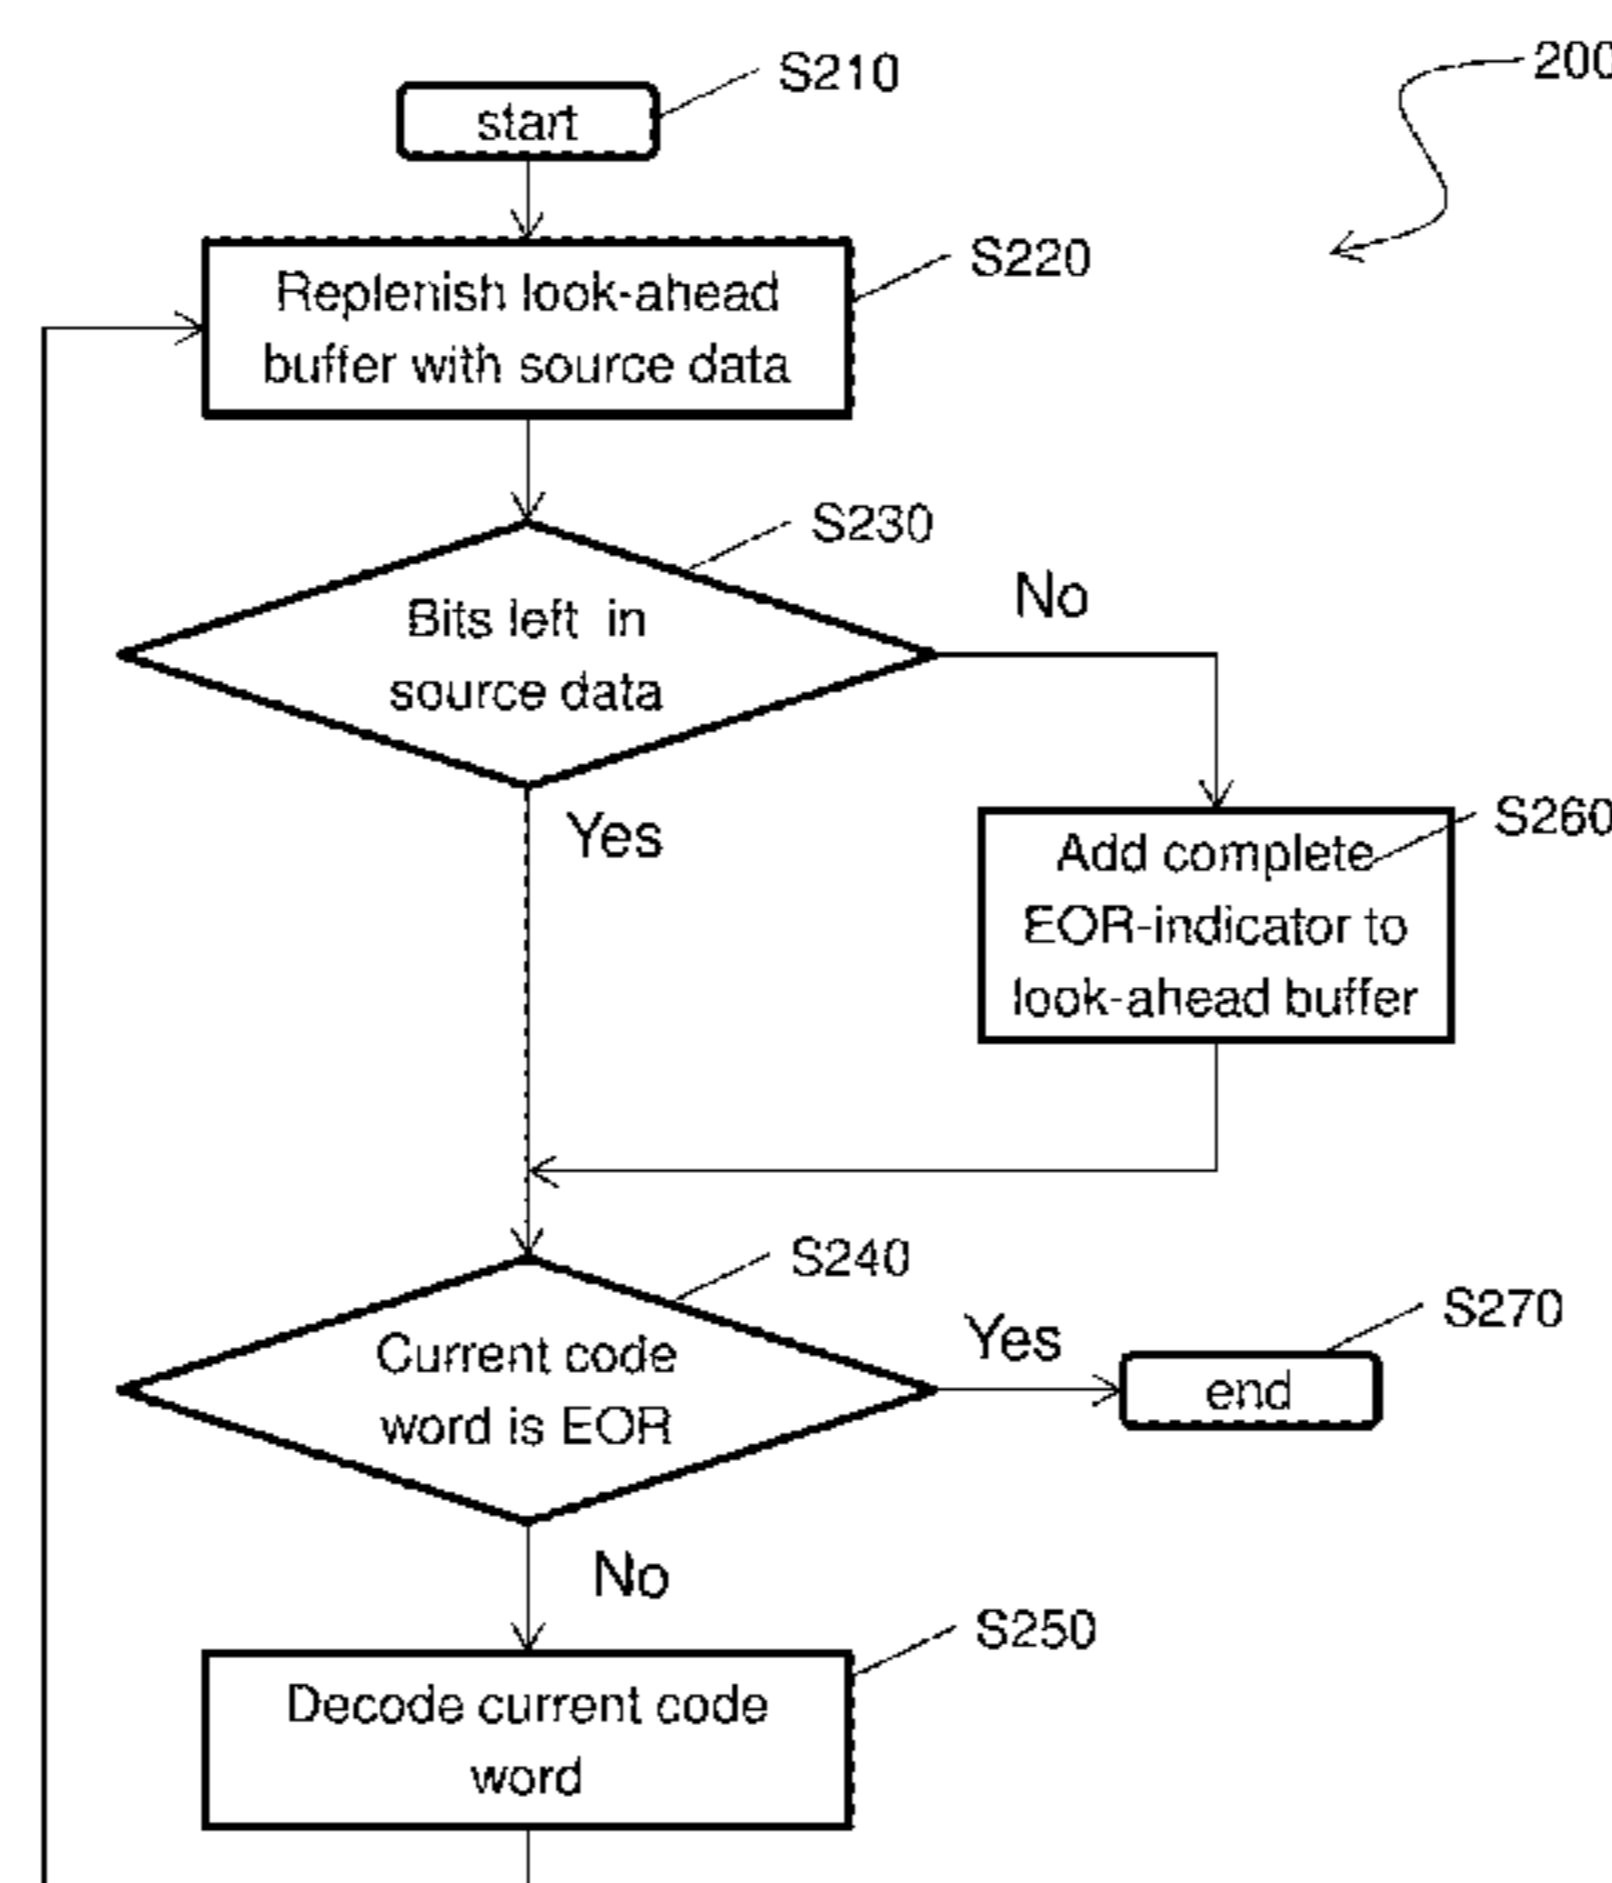 S210
200
start
S220
Replenish look-ahead
buffer with source data
S230
No
Bits left in
source data
Yes
S260
Add complete
EOR-indicator to
look-ahead buffer
S240
Current code
word is EOR
Yes
S270
end
No
S250
Decode current code
word